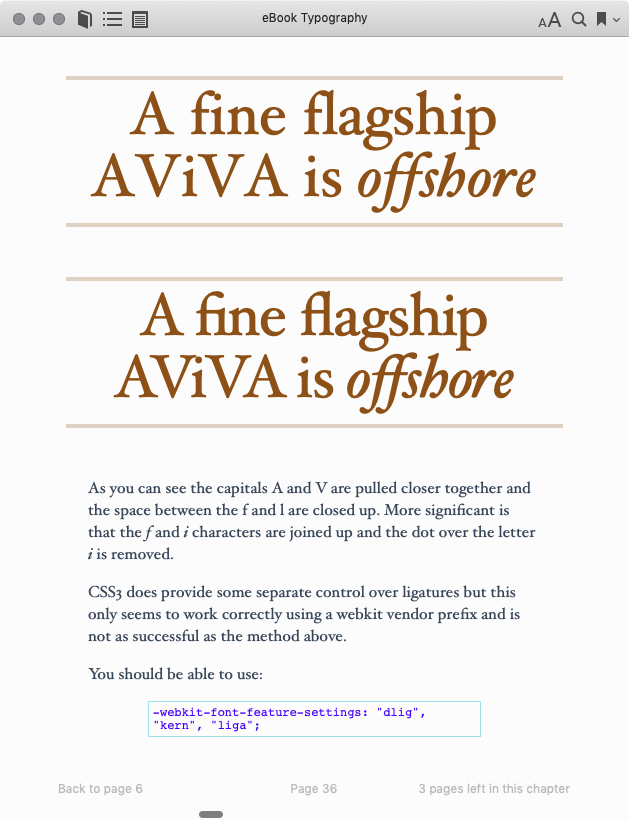 eBook Typography
AA
A fine flagship
AViVA is offshore
A fine flagship
AViVA is offshore
As you can see the capitals A and V are pulled closer together and
the space between the f and l are closed up. More significant is
that the f and i characters are joined up and the dot over the letter
i is removed.
CSS3 does provide some separate control over ligatures but this
only seems to work correctly using a webkit vendor prefix and is
not as successful as the method above.
You should be able to use:
-webkit-font-feature-settings: "dlig",
"kern", "liga";
Back to page 6 Page 36 3 pages left in this chapter